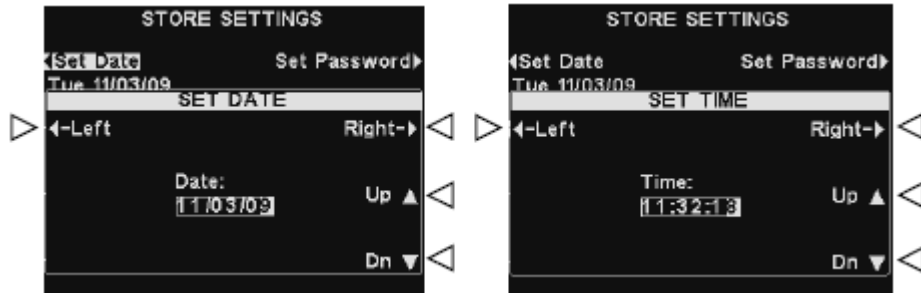 STORE SETTINGS
Set Date Set Password
Tue 11/03/09
SET DATE
-Left Right-
Date:
11/03/09
Up
Dn
STORE SETTINGS
Set Date Set Password
Tue 11/03/09
SET TIME
-Left Right-
Time:
11:32:18
Up
Dn